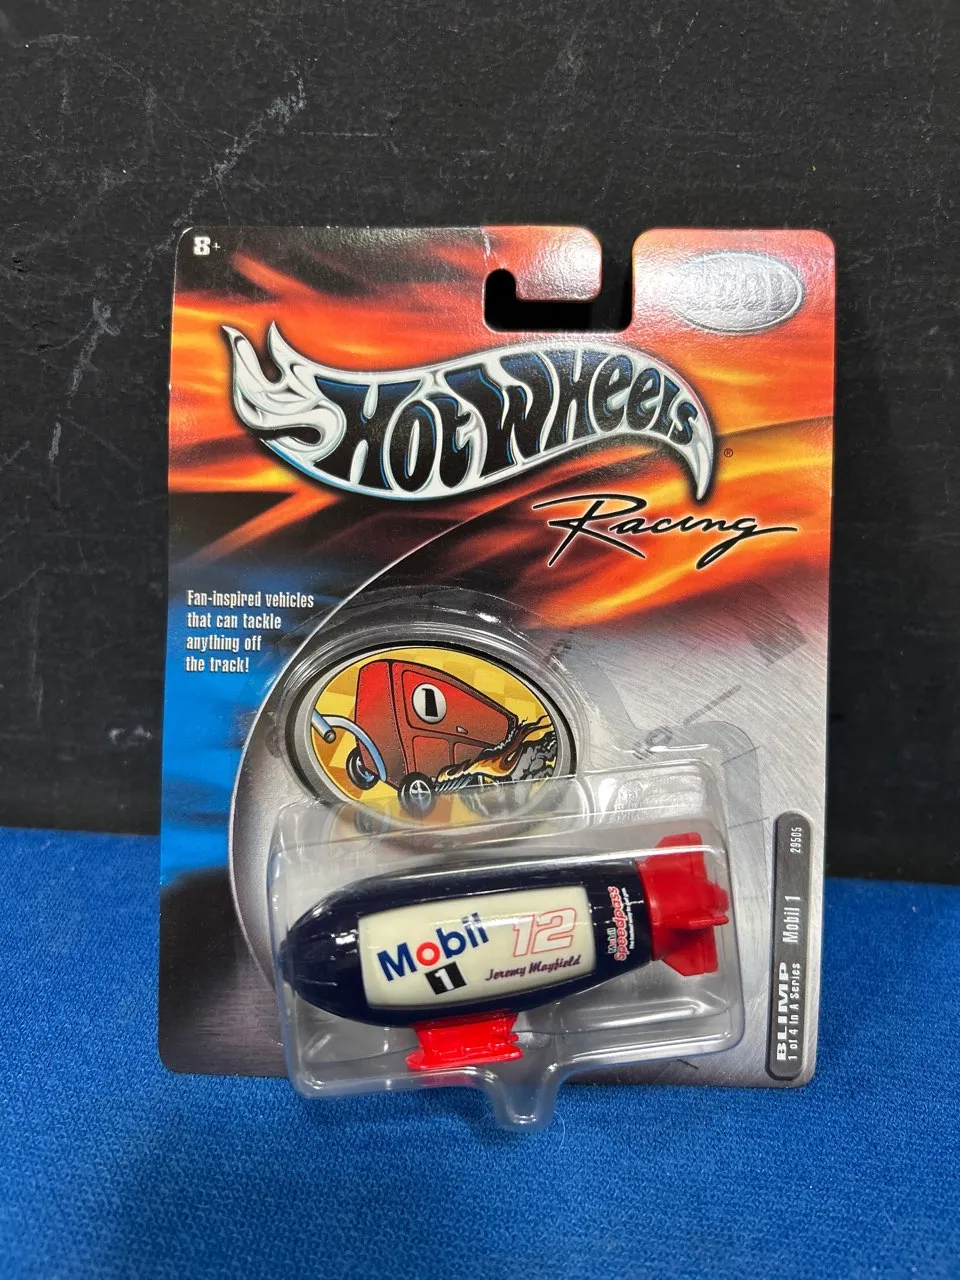 8+
HOT WHEELS®
Racing
Fan-inspired vehicles
that can tackle
anything off
the track!
1
Mobil
1
12
Jeremy Mayfield
Mobil
Speedpass
BLIMP Mobil 1 29505
1 of 4 in A Series